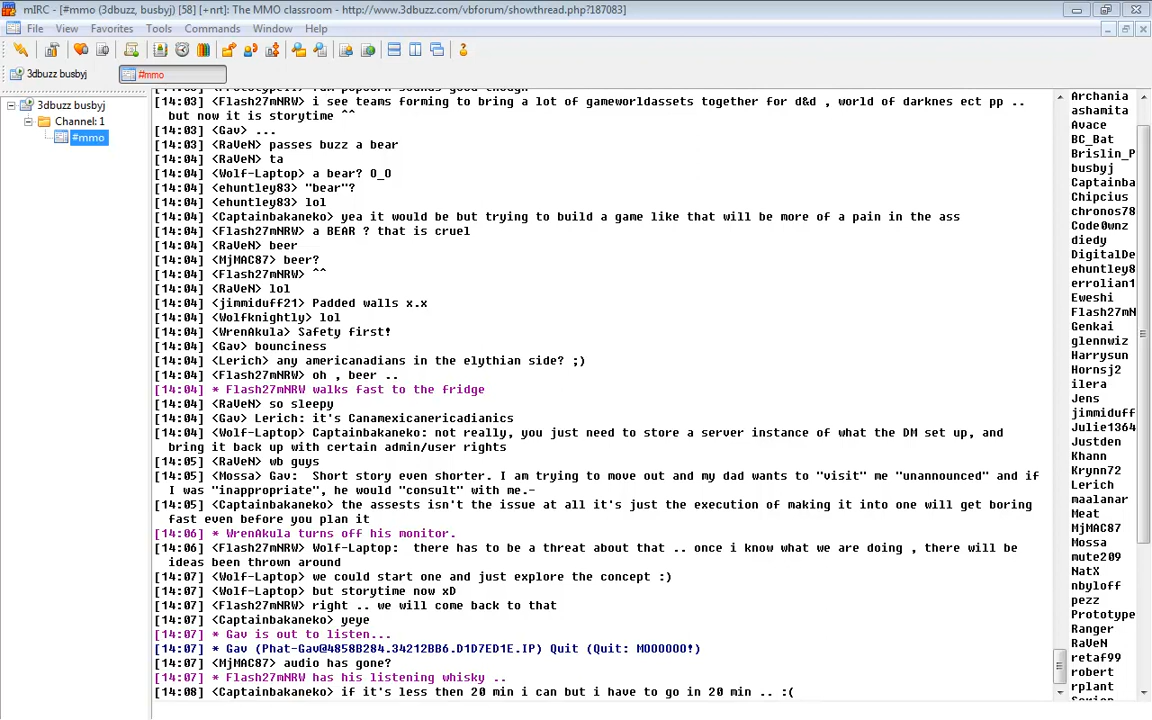 mIRC - [#mmo (3dbuzz, busbyj) [58] [+nrt]: The MMO classroom - http://www.3dbuzz.com/vbforum/showthread.php?187083]
File View Favorites Tools Commands Window Help
3dbuzz busbyj #mmo
3dbuzz busbyj
Channel: 1
#mmo
[14:03] <Flash27mNRW> i see teams forming to bring a lot of gameworldassets together for d&d , world of darknes ect pp ..
but now it is storytime ^^
[14:03] <Gav> ...
[14:03] <RaVeN> passes buzz a bear
[14:04] <RaVeN> ta
[14:04] <Wolf-Laptop> a bear? O_O
[14:04] <ehuntley83> "bear"?
[14:04] <ehuntley83> lol
[14:04] <Captainbakaneko> yea it would be but trying to build a game like that will be more of a pain in the ass
[14:04] <Flash27mNRW> a BEAR ? that is cruel
[14:04] <RaVeN> beer
[14:04] <MjMAC87> beer?
[14:04] <Flash27mNRW> ^^
[14:04] <RaVeN> lol
[14:04] <jimmiduff21> Padded walls x.x
[14:04] <Wolfknightly> lol
[14:04] <WrenAkula> Safety first!
[14:04] <Gav> bounciness
[14:04] <Lerich> any americanadians in the elythian side? ;)
[14:04] <Flash27mNRW> oh , beer ..
[14:04] * Flash27mNRW walks fast to the fridge
[14:04] <RaVeN> so sleepy
[14:04] <Gav> Lerich: it's Canamexicanericadianics
[14:04] <Wolf-Laptop> Captainbakaneko: not really, you just need to store a server instance of what the DM set up, and
bring it back up with certain admin/user rights
[14:05] <RaVeN> wb guys
[14:05] <Mossa> Gav:  Short story even shorter. I am trying to move out and my dad wants to "visit" me "unannounced" and if
I was "inappropriate", he would "consult" with me.-
[14:05] <Captainbakaneko> the assests isn't the issue at all it's just the execution of making it into one will get boring
fast even before you plan it
[14:06] * WrenAkula turns off his monitor.
[14:06] <Flash27mNRW> Wolf-Laptop:  there has to be a threat about that .. once i know what we are doing , there will be
ideas been thrown around
[14:07] <Wolf-Laptop> we could start one and just explore the concept :)
[14:07] <Wolf-Laptop> but storytime now xD
[14:07] <Flash27mNRW> right .. we will come back to that
[14:07] <Captainbakaneko> yeye
[14:07] * Gav is out to listen...
[14:07] * Gav (Phat-Gav@4858B284.34212BB6.D1D7ED1E.IP) Quit (Quit: MOOOOOO!)
[14:07] <MjMAC87> audio has gone?
[14:07] * Flash27mNRW has his listening whisky ..
[14:08] <Captainbakaneko> if it's less then 20 min i can but i have to go in 20 min .. :(
Archania
ashamita
Avace
BC_Bat
Brislin_P
busbyj
Captainba
Chipcius
chronos78
Code0wnz
diedy
DigitalDe
ehuntley8
errolian1
Eweshi
Flash27mN
Genkai
glennwiz
Harrysun
Hornsj2
ilera
Jens
jimmiduff
Julie1364
Justden
Khann
Krynn72
Lerich
maalanar
Meat
MjMAC87
Mossa
mute209
NatX
nbyloff
pezz
Prototype
Ranger
RaVeN
retaf99
robert
rplant